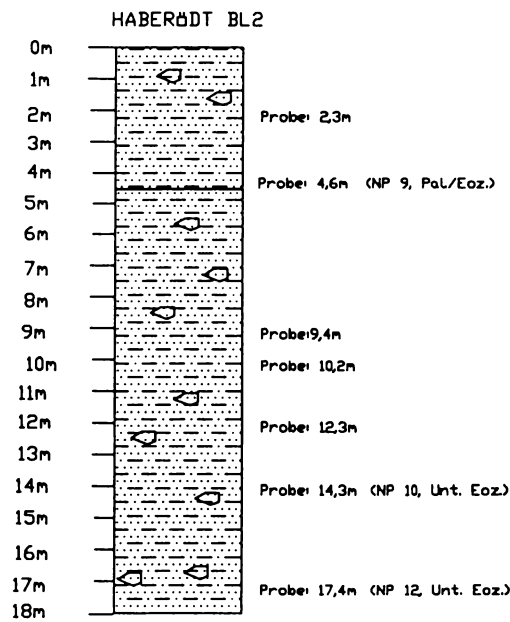 HABERÖDT BL2
0m
1m
2m
Probe: 2,3m
3m
4m
Probe: 4,6m (NP 9, Pal/Eoz.)
5m
6m
7m
8m
9m
Probe:9,4m
10m
Probe: 10,2m
11m
12m
Probe: 12,3m
13m
14m
Probe: 14,3m (NP 10, Unt. Eoz.)
15m
16m
17m
Probe: 17,4m (NP 12, Unt. Eoz.)
18m